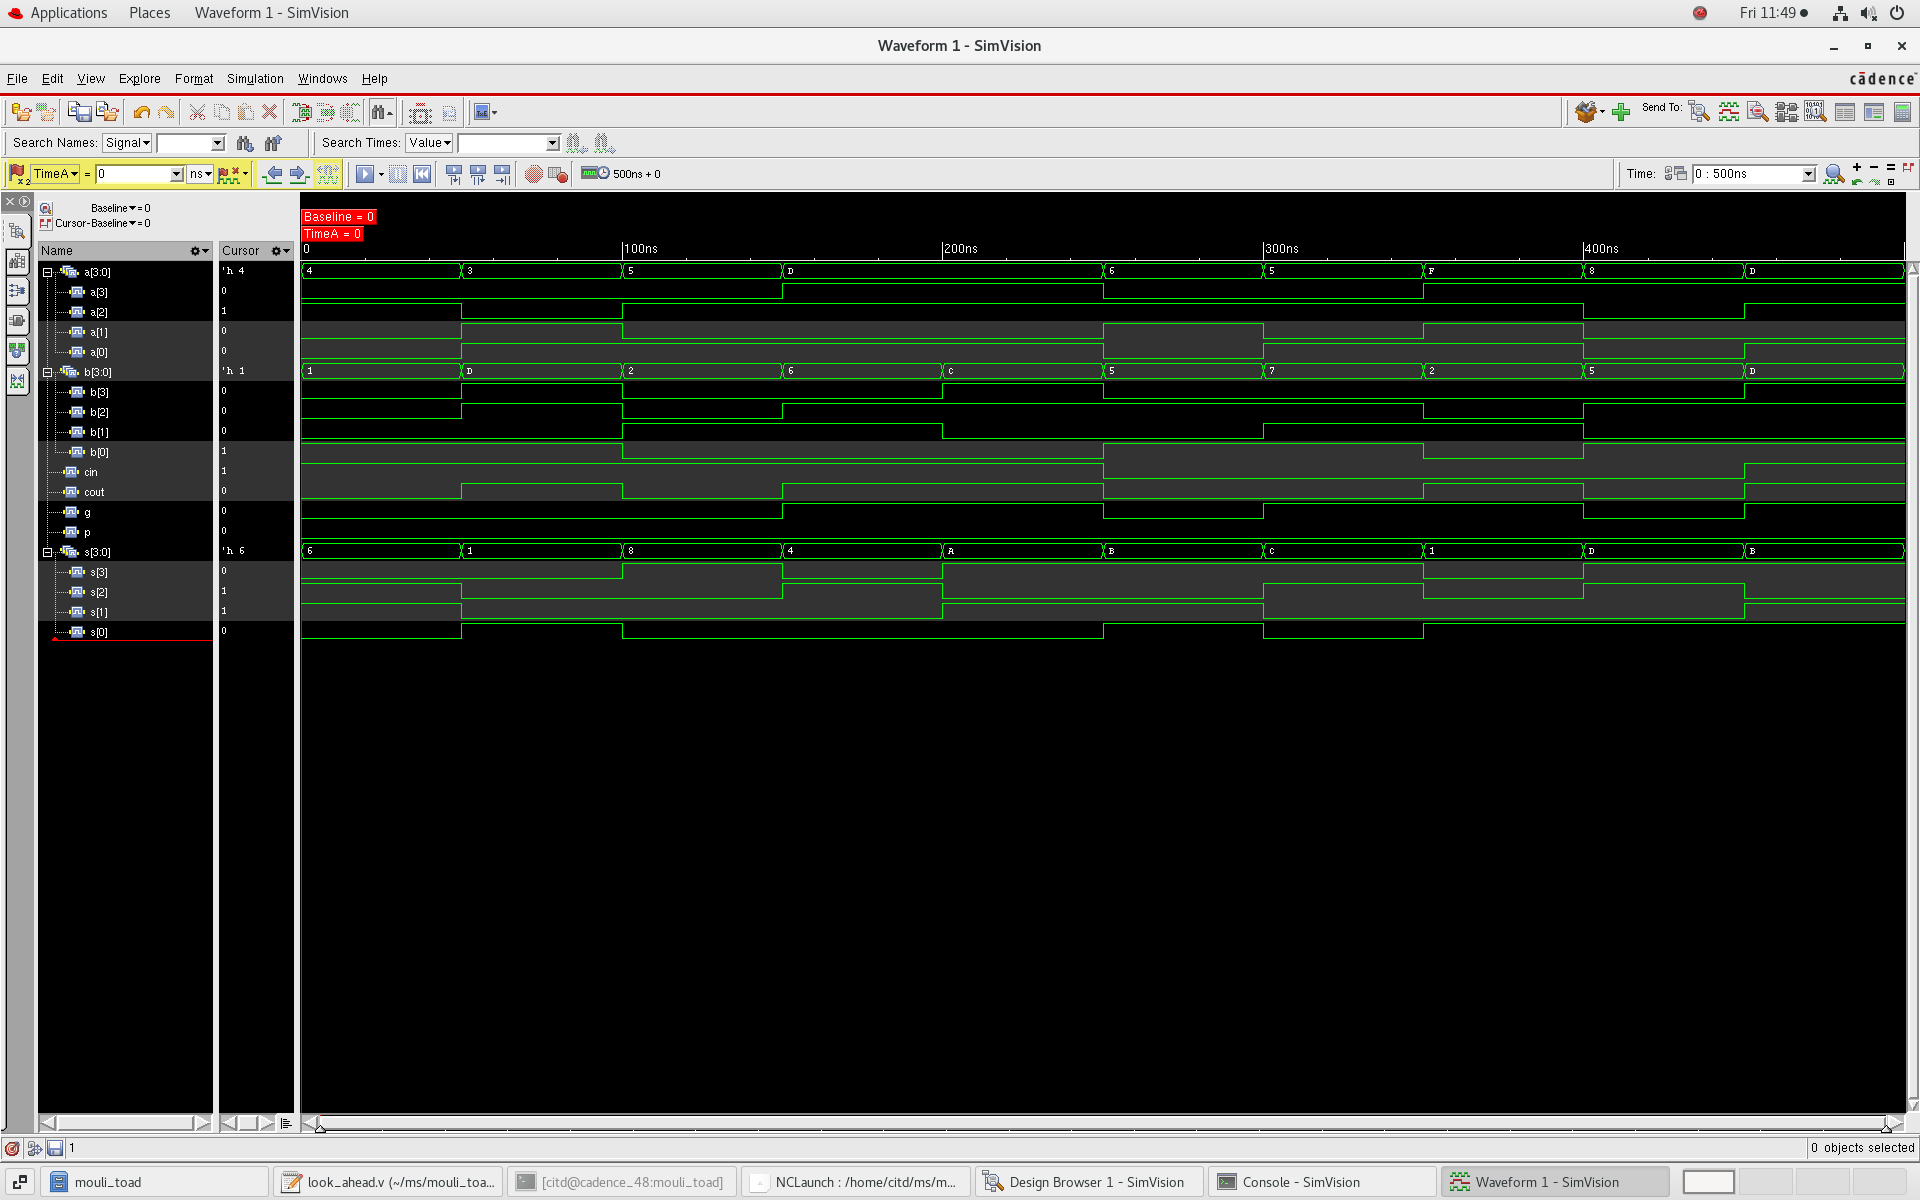 Applications Places Waveform 1 - SimVision Fri 11:49
Waveform 1 - SimVision
File Edit View Explore Format Simulation Windows Help cādence
Send To:
Search Names: Signal Search Times: Value
TimeA = 0 ns 500ns + 0 Time: 0 : 500ns
Baseline = 0
Cursor-Baseline = 0
Baseline = 0
TimeA = 0
Name Cursor 0 100ns 200ns 300ns 400ns
a[3:0] 'h 4 4 3 5 D 6 5 F 8 D
a[3] 0
a[2] 1
a[1] 0
a[0] 0
b[3:0] 'h 1 1 D 2 6 C 5 7 2 5 D
b[3] 0
b[2] 0
b[1] 0
b[0] 1
cin 1
cout 0
g 0
p 0
s[3:0] 'h 6 6 1 8 4 A B C 1 D B
s[3] 0
s[2] 1
s[1] 1
s[0] 0
1 0 objects selected
mouli_toad look_ahead.v (~/ms/mouli_toa... [citd@cadence_48:mouli_toad] NCLaunch : /home/citd/ms/m... Design Browser 1 - SimVision Console - SimVision Waveform 1 - SimVision